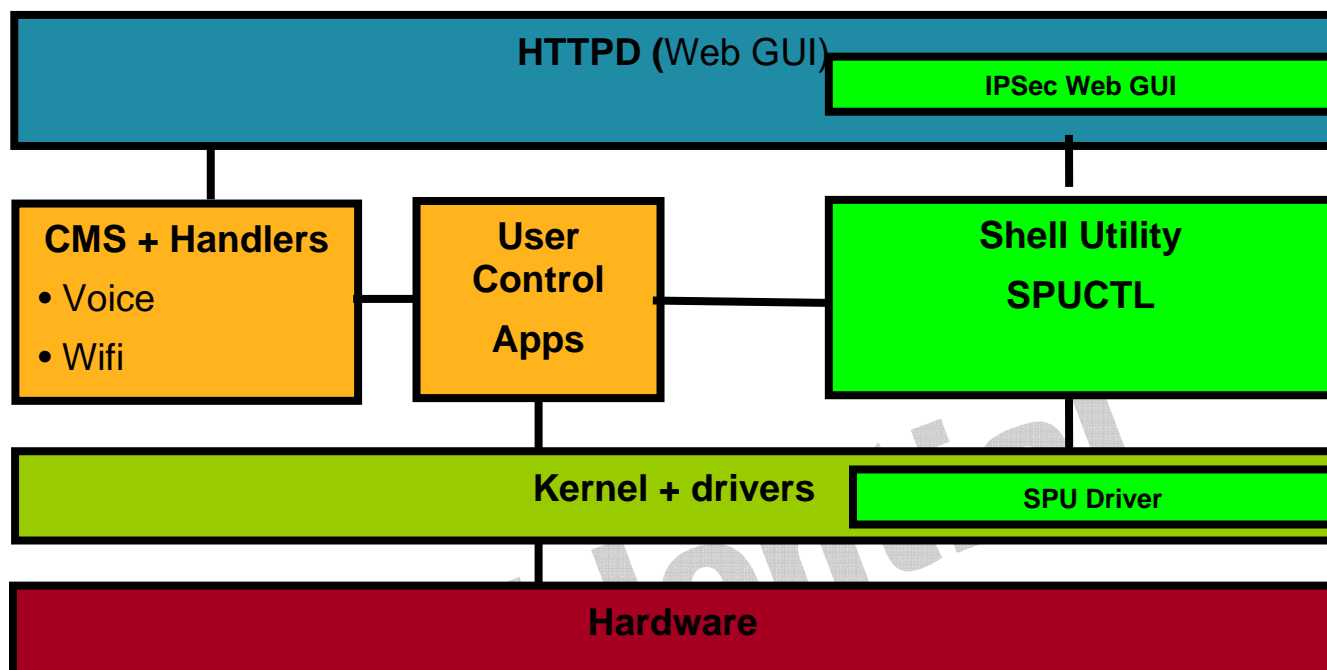 HTTPD (Web GUI)
IPSec Web GUI
CMS + Handlers
• Voice
• Wifi
User
Control
Apps
Shell Utility
SPUCTL
Kernel + drivers
SPU Driver
Hardware